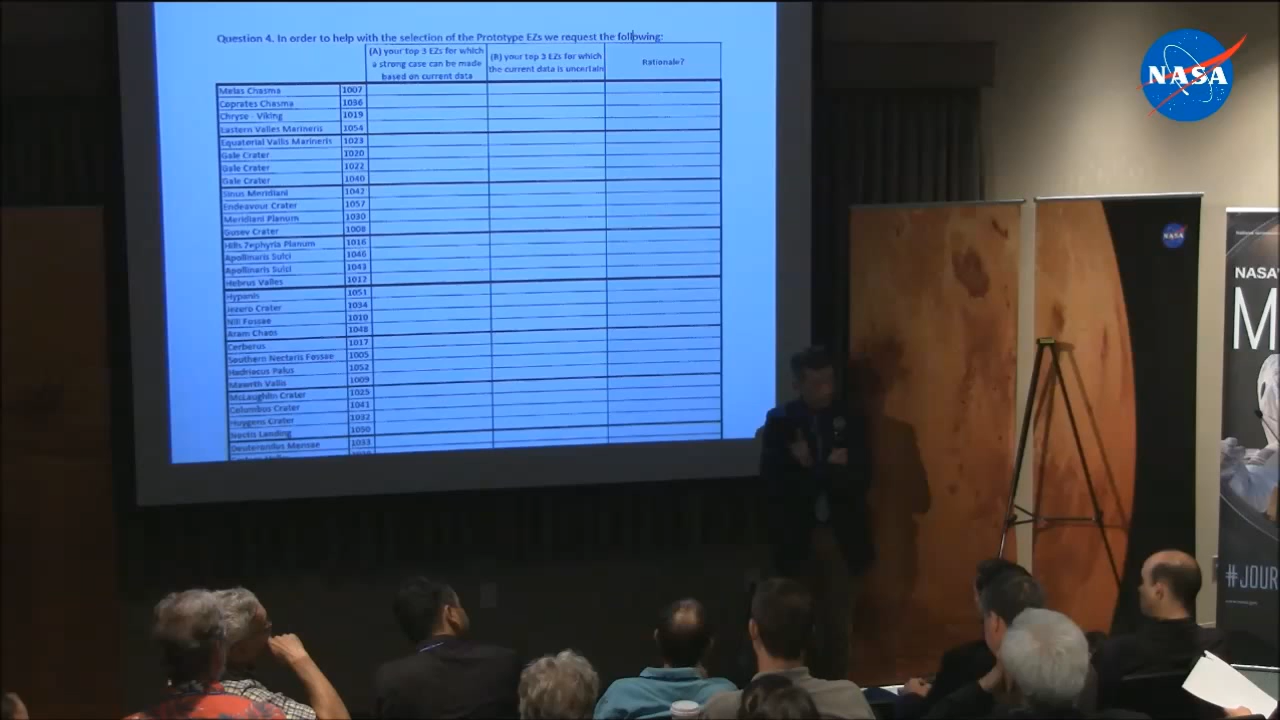 Question 4. In order to help with the selection of the Prototype EZs we request the following:
(A) your top 3 EZs for which a strong case can be made based on current data
(B) your top 3 EZs for which the current data is uncertain
Rationale?
Melas Chasma 1007
Coprates Chasma 1036
Chryse - Viking 1019
Eastern Valles Marineris 1054
Equatorial Vallis Marineris 1023
Gale Crater 1020
Gale Crater 1022
Gale Crater 1040
Sinus Meridiani 1042
Endeavour Crater 1057
Meridiani Planum 1030
Gusev Crater 1008
Hills Zephyria Planum 1016
Apollinaris Sulci 1046
Apollinaris Sulci 1043
Hebrus Valles 1012
Hypanis 1051
Jezero Crater 1034
Nili Fossae 1010
Aram Chaos 1048
Cerberus 1017
Southern Nectaris Fossae 1005
Hadriacus Palus 1052
Mawrth Vallis 1009
McLaughlin Crater 1025
Columbus Crater 1041
Huygens Crater 1032
Noctis Landing 1050
Deuteronilus Mensae 1033
NASA
NASA
NASA'
M
#JOUR